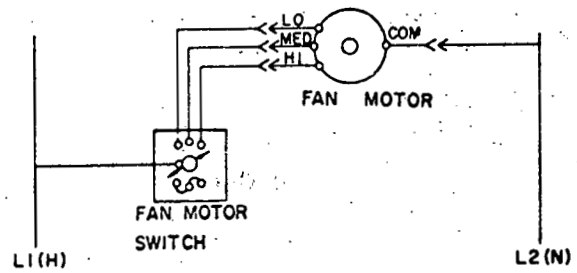 LO
MED
HI
COM
FAN MOTOR
FAN MOTOR
SWITCH
L1(H)
L2(N)